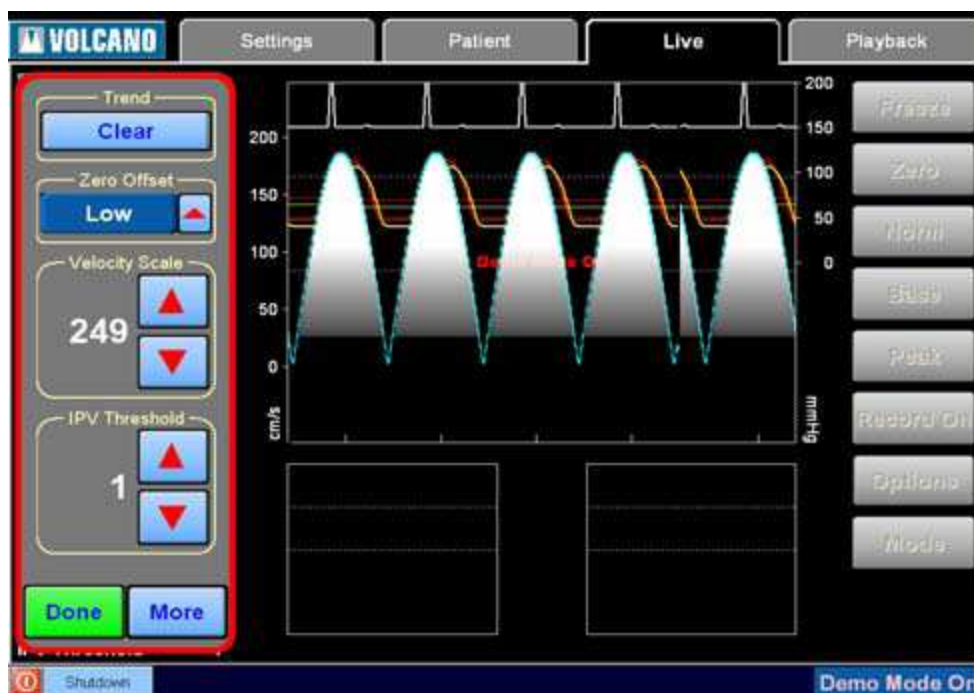 VOLCANO
Settings
Patient
Live
Playback
Trend
Clear
Zero Offset
Low
Velocity Scale
249
IPV Threshold
1
Done
More
200
150
100
50
0
cm/s
200
150
100
50
0
mmHg
Freeze
Zero
Norm
Base
Peak
Record On
Options
Mode
Shutdown
Demo Mode On